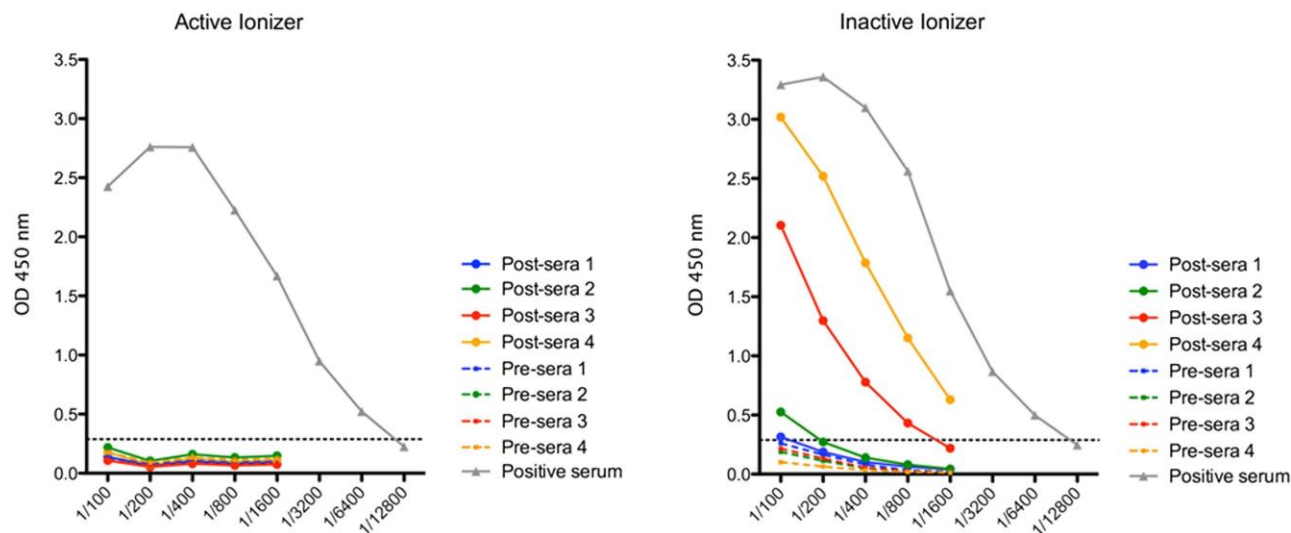 Active Ionizer
3.5
3.0
2.5
2.0
1.5
1.0
0.5
0.0
OD 450 nm
1/100
1/200
1/400
1/800
1/1600
1/3200
1/6400
1/12800
Post-sera 1
Post-sera 2
Post-sera 3
Post-sera 4
Pre-sera 1
Pre-sera 2
Pre-sera 3
Pre-sera 4
Positive serum
Inactive Ionizer
3.5
3.0
2.5
2.0
1.5
1.0
0.5
0.0
OD 450 nm
1/100
1/200
1/400
1/800
1/1600
1/3200
1/6400
1/12800
Post-sera 1
Post-sera 2
Post-sera 3
Post-sera 4
Pre-sera 1
Pre-sera 2
Pre-sera 3
Pre-sera 4
Positive serum